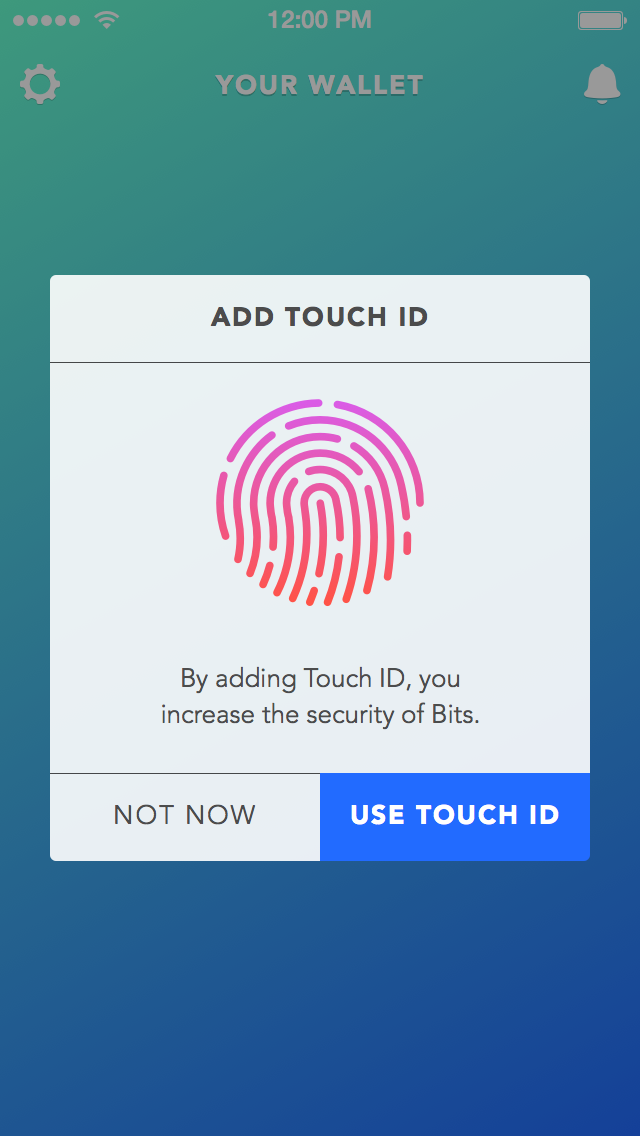 12:00 PM
YOUR WALLET
ADD TOUCH ID
By adding Touch ID, you
increase the security of Bits.
NOT NOW
USE TOUCH ID